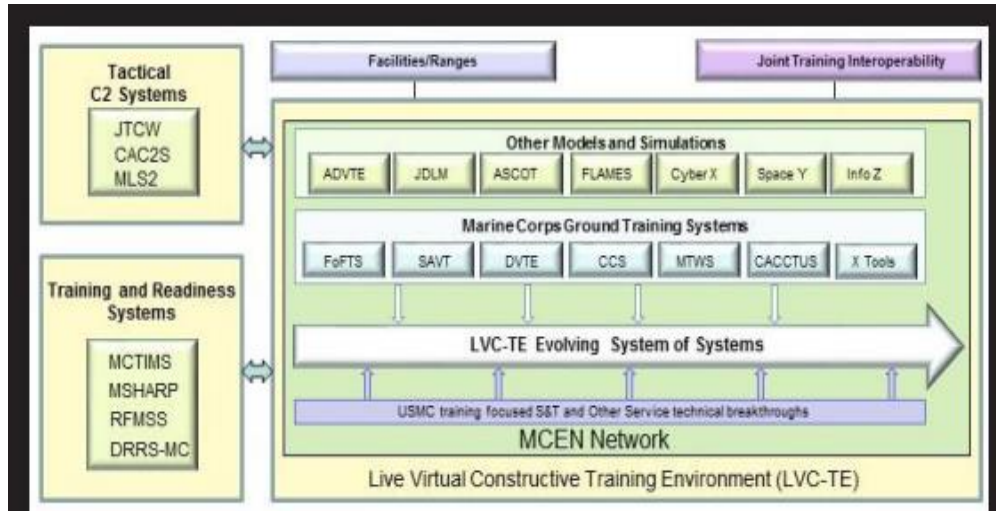 Tactical
C2 Systems
JTCW
CAC2S
MLS2
Training and Readiness
Systems
MCTIMS
MSHARP
RFMSS
DRRS-MC
Facilities/Ranges
Joint Training Interoperability
Other Models and Simulations
ADVTE
JDLM
ASCOT
FLAMES
Cyber X
Space Y
Info Z
Marine Corps Ground Training Systems
FoFTS
SAVT
DVTE
CCS
MTWS
CACCTUS
X Tools
LVC-TE Evolving System of Systems
USMC training focused S&T and Other Service technical breakthroughs
MCEN Network
Live Virtual Constructive Training Environment (LVC-TE)